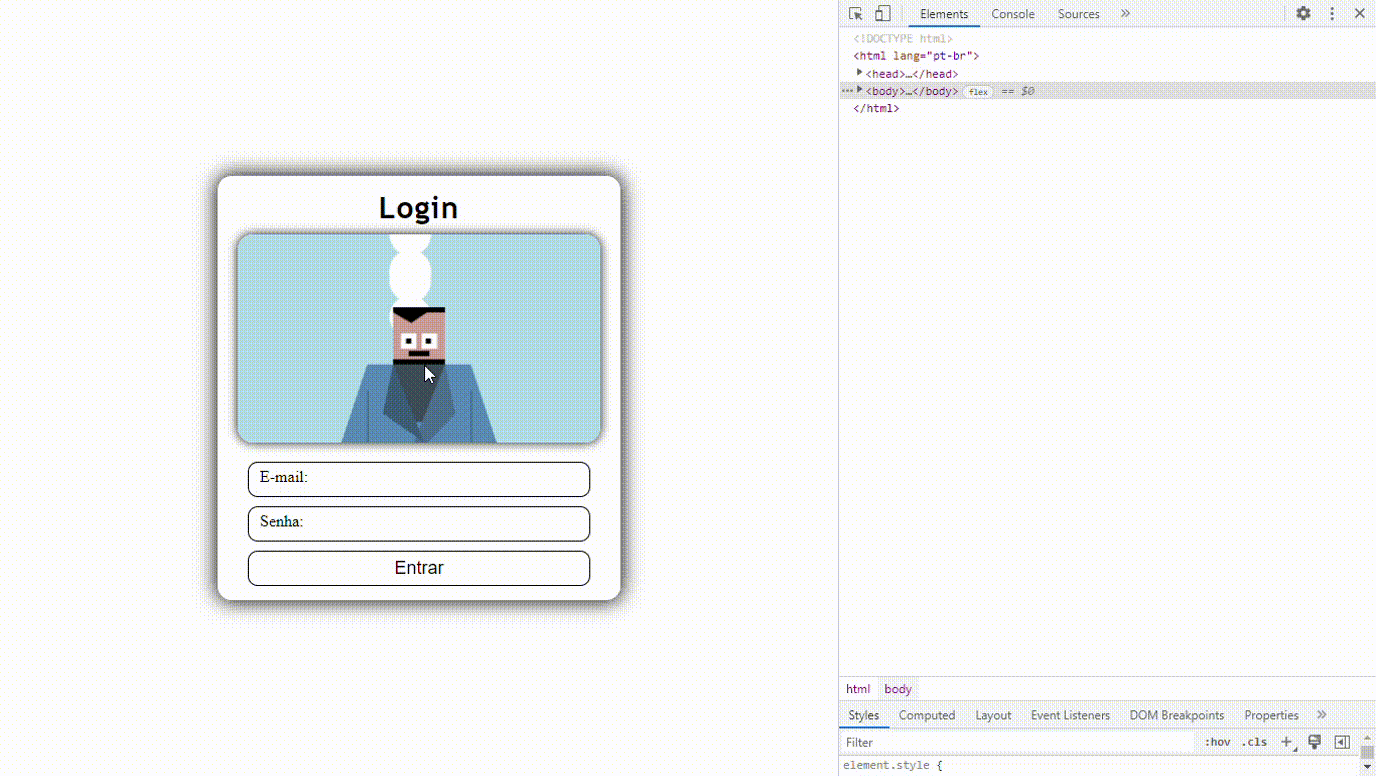 Login
E-mail:
Senha:
Entrar
Elements Console Sources »
<!DOCTYPE html>
<html lang="pt-br">
<head>…</head>
<body>…</body> flex == $0
</html>
html body
Styles Computed Layout Event Listeners DOM Breakpoints Properties »
Filter :hov .cls +
element.style {